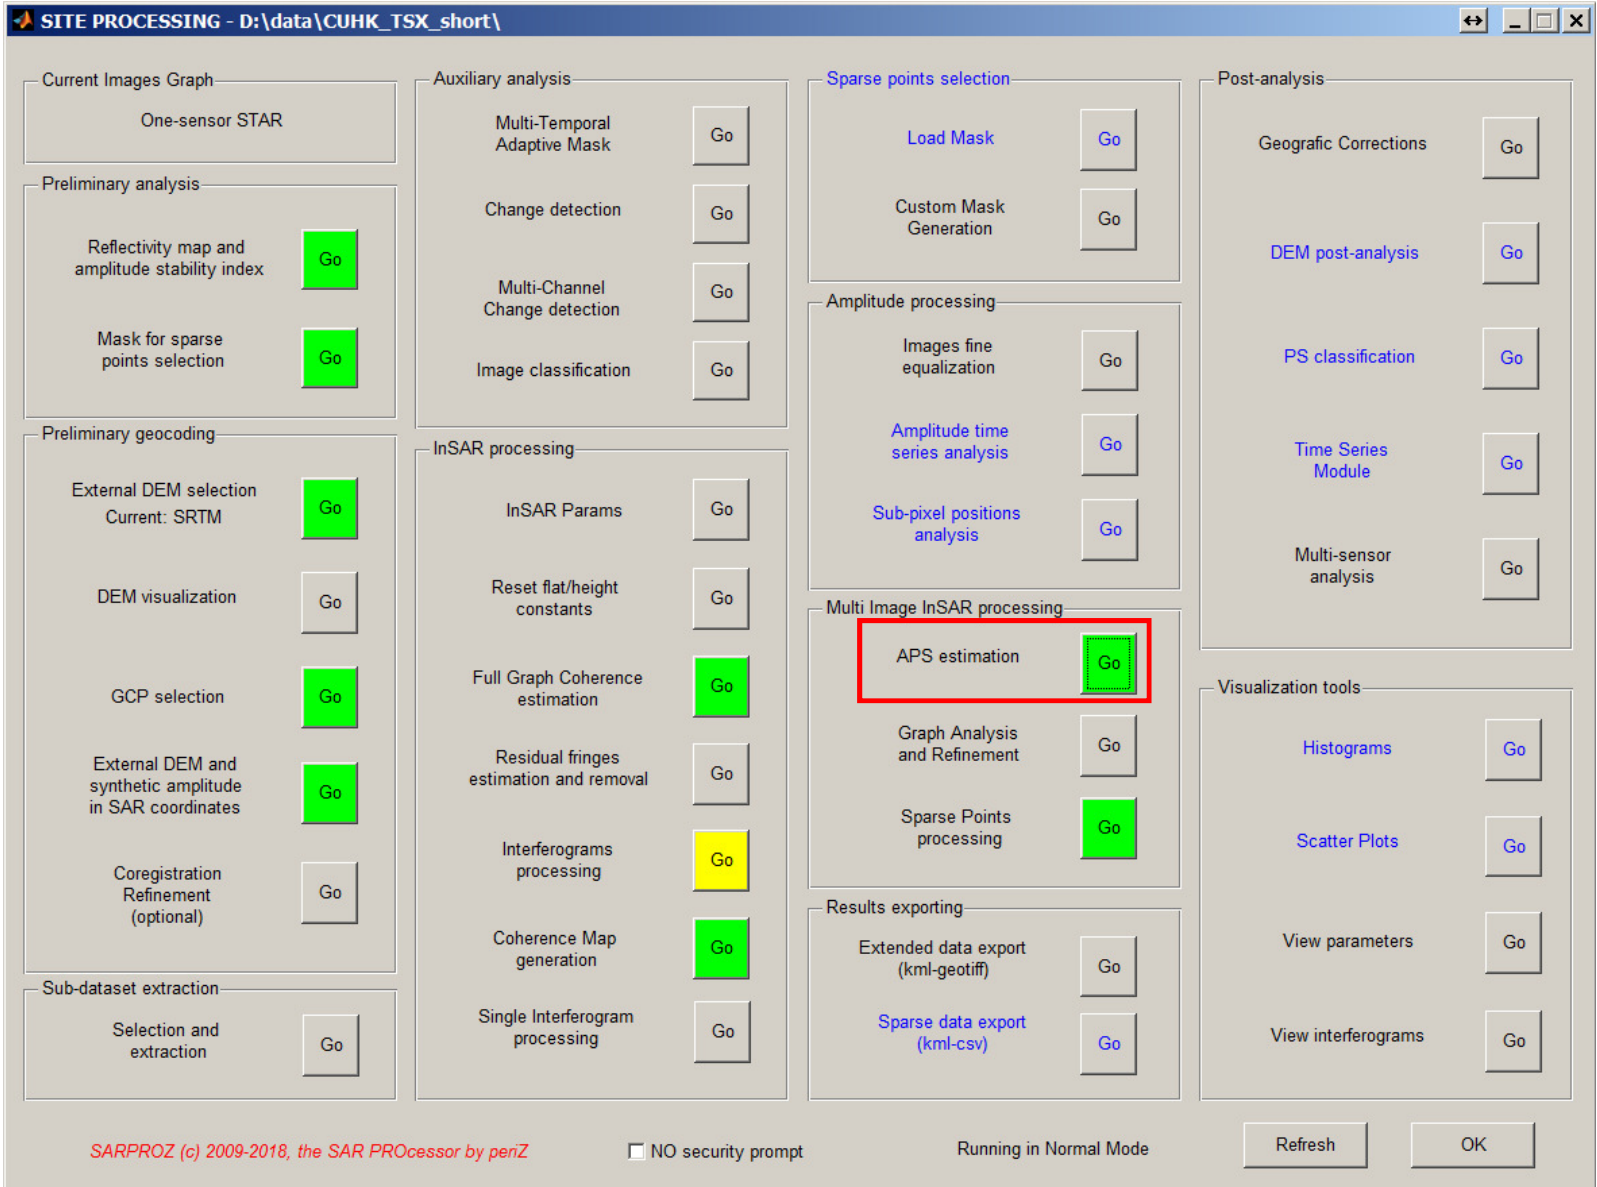 SITE PROCESSING - D:\data\CUHK_TSX_short\
Current Images Graph
One-sensor STAR
Preliminary analysis
Reflectivity map and
amplitude stability index
Go
Mask for sparse
points selection
Go
Preliminary geocoding
External DEM selection
Current: SRTM
Go
DEM visualization
Go
GCP selection
Go
External DEM and
synthetic amplitude
in SAR coordinates
Go
Coregistration
Refinement
(optional)
Go
Sub-dataset extraction
Selection and
extraction
Go
Auxiliary analysis
Multi-Temporal
Adaptive Mask
Go
Change detection
Go
Multi-Channel
Change detection
Go
Image classification
Go
InSAR processing
InSAR Params
Go
Reset flat/height
constants
Go
Full Graph Coherence
estimation
Go
Residual fringes
estimation and removal
Go
Interferograms
processing
Go
Coherence Map
generation
Go
Single Interferogram
processing
Go
Sparse points selection
Load Mask
Go
Custom Mask
Generation
Go
Amplitude processing
Images fine
equalization
Go
Amplitude time
series analysis
Go
Sub-pixel positions
analysis
Go
Multi Image InSAR processing
APS estimation
Go
Graph Analysis
and Refinement
Go
Sparse Points
processing
Go
Results exporting
Extended data export
(kml-geotiff)
Go
Sparse data export
(kml-csv)
Go
Post-analysis
Geografic Corrections
Go
DEM post-analysis
Go
PS classification
Go
Time Series
Module
Go
Multi-sensor
analysis
Go
Visualization tools
Histograms
Go
Scatter Plots
Go
View parameters
Go
View interferograms
Go
SARPROZ (c) 2009-2018, the SAR PROcessor by periZ
NO security prompt
Running in Normal Mode
Refresh
OK